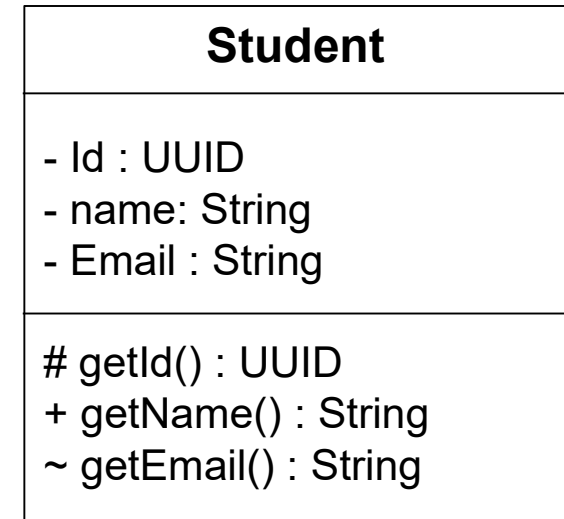 Student
- Id : UUID
- name: String
- Email : String
# getId() : UUID
+ getName() : String
~ getEmail() : String